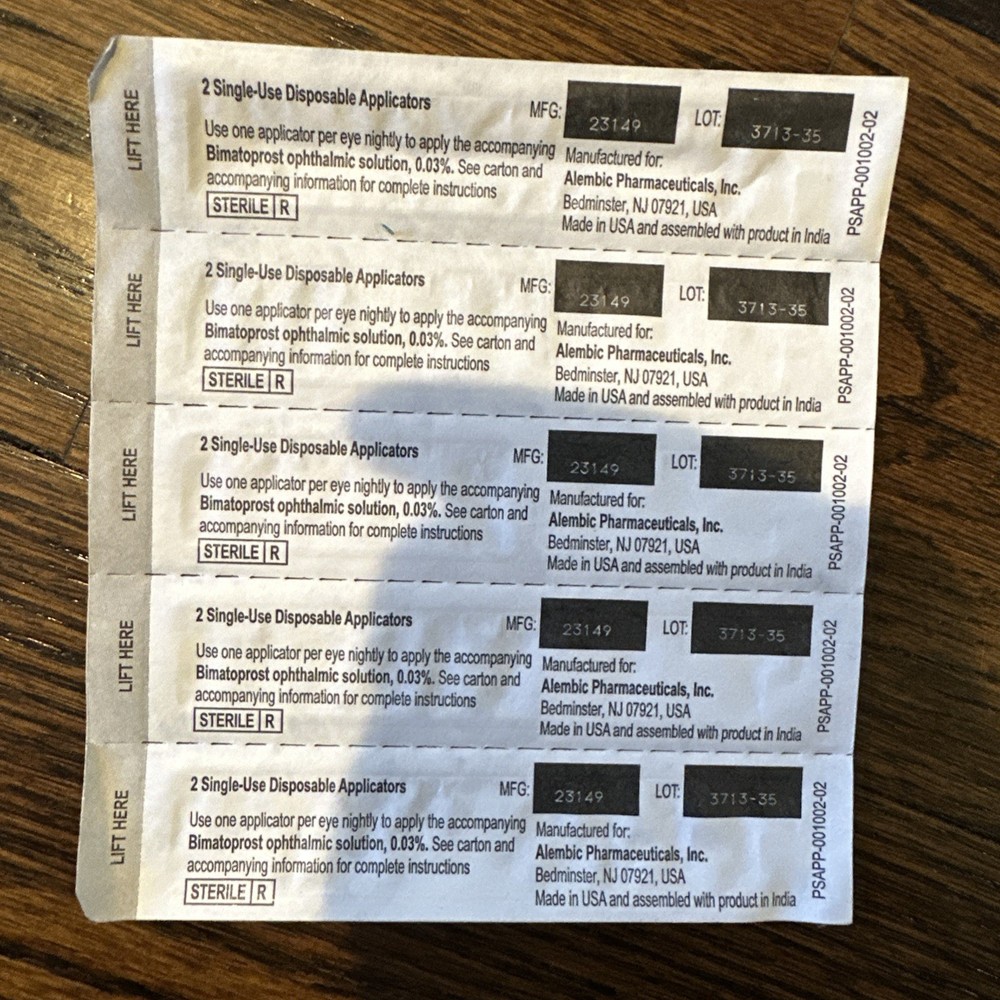 LIFT HERE
2 Single-Use Disposable Applicators
Use one applicator per eye nightly to apply the accompanying
Bimatoprost ophthalmic solution, 0.03%. See carton and
accompanying information for complete instructions
STERILE R
MFG: 23149 LOT: 3713-35
Manufactured for:
Alembic Pharmaceuticals, Inc.
Bedminster, NJ 07921, USA
Made in USA and assembled with product in India
PSAPP-001002-02
LIFT HERE
2 Single-Use Disposable Applicators
Use one applicator per eye nightly to apply the accompanying
Bimatoprost ophthalmic solution, 0.03%. See carton and
accompanying information for complete instructions
STERILE R
MFG: 23149 LOT: 3713-35
Manufactured for:
Alembic Pharmaceuticals, Inc.
Bedminster, NJ 07921, USA
Made in USA and assembled with product in India
PSAPP-001002-02
LIFT HERE
2 Single-Use Disposable Applicators
Use one applicator per eye nightly to apply the accompanying
Bimatoprost ophthalmic solution, 0.03%. See carton and
accompanying information for complete instructions
STERILE R
MFG: 23149 LOT: 3713-35
Manufactured for:
Alembic Pharmaceuticals, Inc.
Bedminster, NJ 07921, USA
Made in USA and assembled with product in India
PSAPP-001002-02
LIFT HERE
2 Single-Use Disposable Applicators
Use one applicator per eye nightly to apply the accompanying
Bimatoprost ophthalmic solution, 0.03%. See carton and
accompanying information for complete instructions
STERILE R
MFG: 23149 LOT: 3713-35
Manufactured for:
Alembic Pharmaceuticals, Inc.
Bedminster, NJ 07921, USA
Made in USA and assembled with product in India
PSAPP-001002-02
LIFT HERE
2 Single-Use Disposable Applicators
Use one applicator per eye nightly to apply the accompanying
Bimatoprost ophthalmic solution, 0.03%. See carton and
accompanying information for complete instructions
STERILE R
MFG: 23149 LOT: 3713-35
Manufactured for:
Alembic Pharmaceuticals, Inc.
Bedminster, NJ 07921, USA
Made in USA and assembled with product in India
PSAPP-001002-02